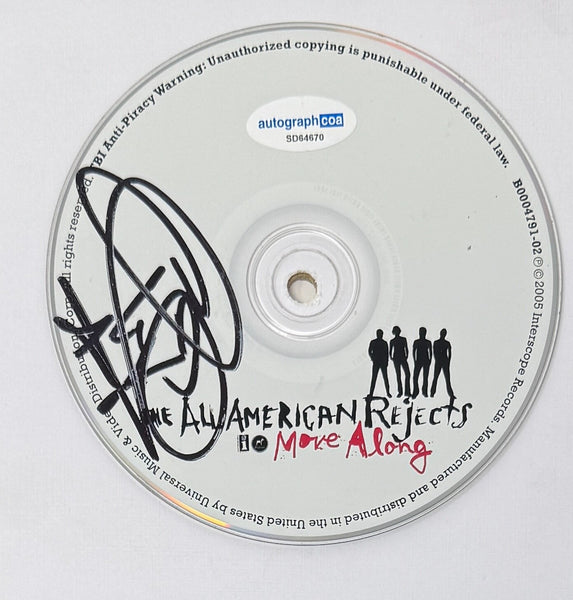 FBI Anti-Piracy Warning: Unauthorized copying is punishable under federal law.
B0004791-02 ℗ © 2005 Interscope Records. Manufactured and distributed in the United States by Universal Music & Video Distribution, Corp. All rights reserved.
autographcoa
SD64670
THE ALL-AMERICAN REJECTS
Move Along